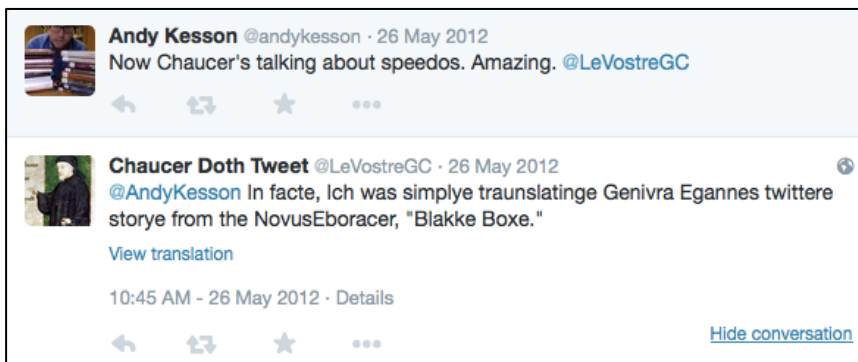 Andy Kesson @andykesson · 26 May 2012
Now Chaucer's talking about speedos. Amazing. @LeVostreGC
Chaucer Doth Tweet @LeVostreGC · 26 May 2012
@AndyKesson In facte, Ich was simplye traunslatinge Genivra Egannes twittere
storye from the NovusEboracer, "Blakke Boxe."
View translation
10:45 AM - 26 May 2012 · Details
Hide conversation